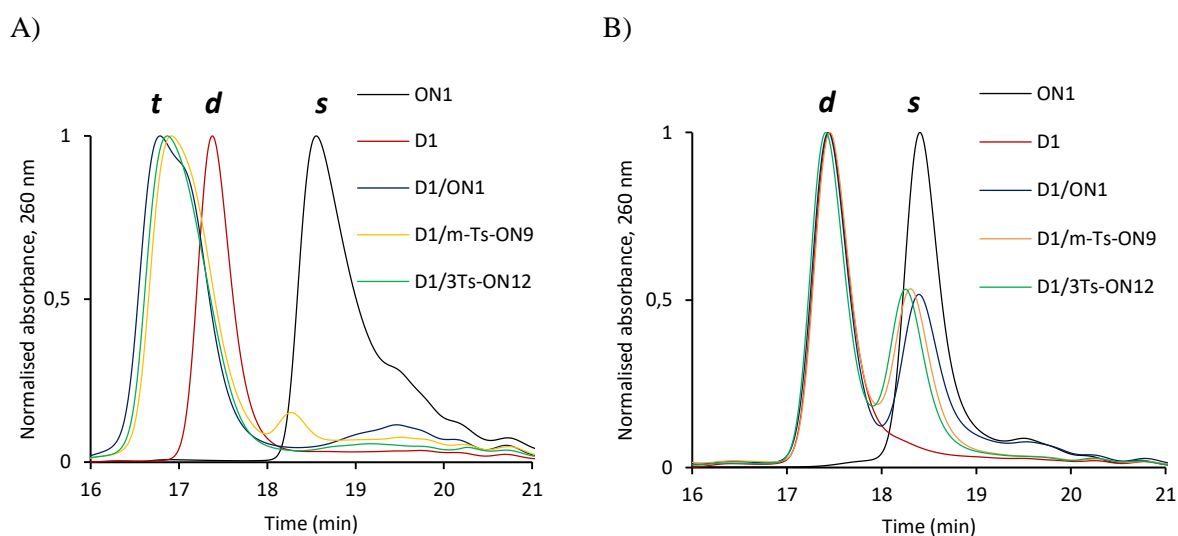 A)
t d s
ON1
D1
D1/ON1
D1/m-Ts-ON9
D1/3Ts-ON12
Normalised absorbance, 260 nm
1
0,5
0
16 17 18 19 20 21
Time (min)
B)
d s
ON1
D1
D1/ON1
D1/m-Ts-ON9
D1/3Ts-ON12
Normalised absorbance, 260 nm
1
0,5
0
16 17 18 19 20 21
Time (min)